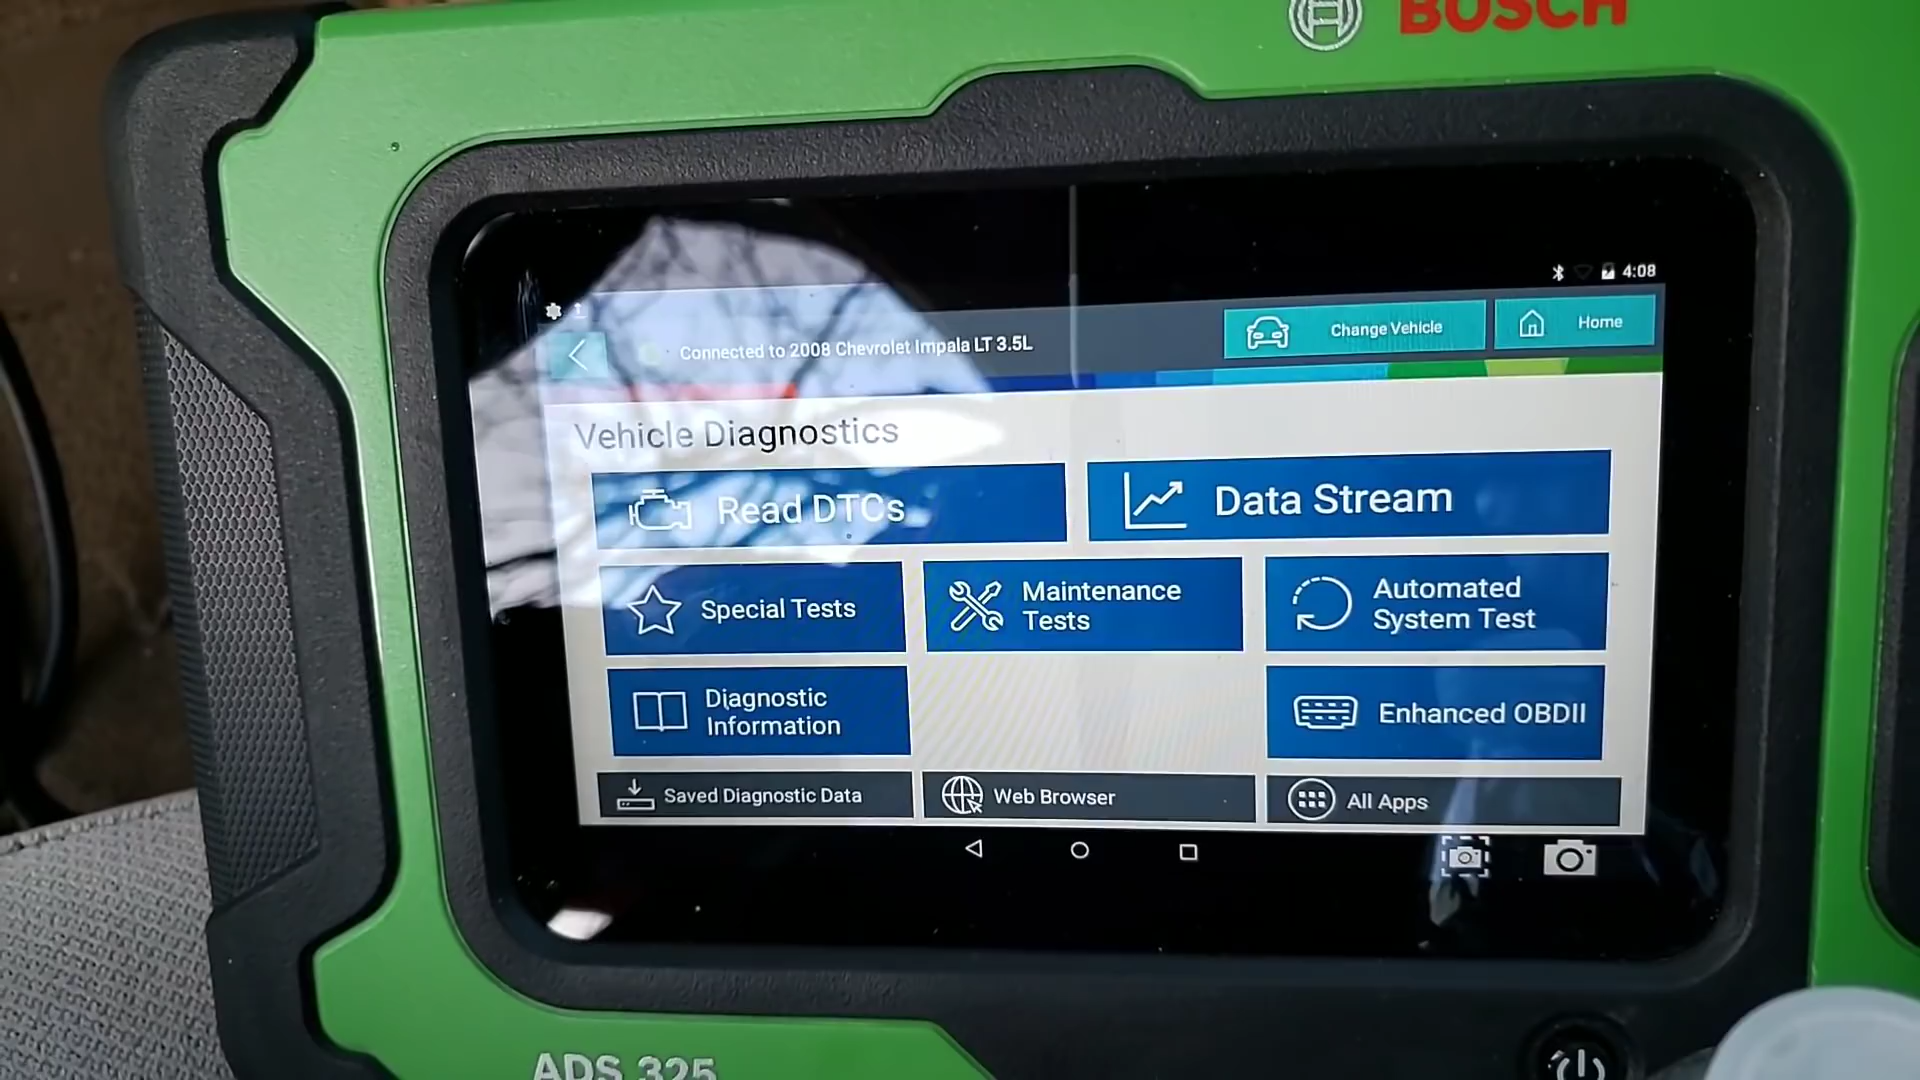 BOSCH
4:08
Connected to 2008 Chevrolet Impala LT 3.5L
Change Vehicle
Home
Vehicle Diagnostics
Read DTCs
Data Stream
Special Tests
Maintenance
Tests
Automated
System Test
Diagnostic
Information
Enhanced OBDII
Saved Diagnostic Data
Web Browser
All Apps
ADS 325